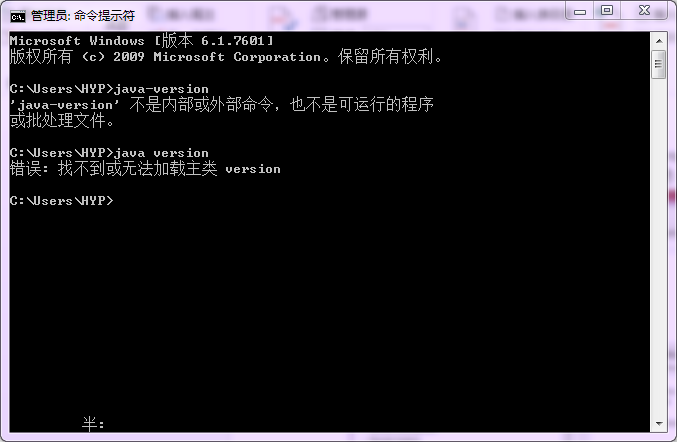 管理员: 命令提示符
Microsoft Windows [版本 6.1.7601]
版权所有 (c) 2009 Microsoft Corporation。保留所有权利。
C:\Users\HYP>java-version
'java-version' 不是内部或外部命令，也不是可运行的程序
或批处理文件。
C:\Users\HYP>java version
错误: 找不到或无法加载主类 version
C:\Users\HYP>
半: